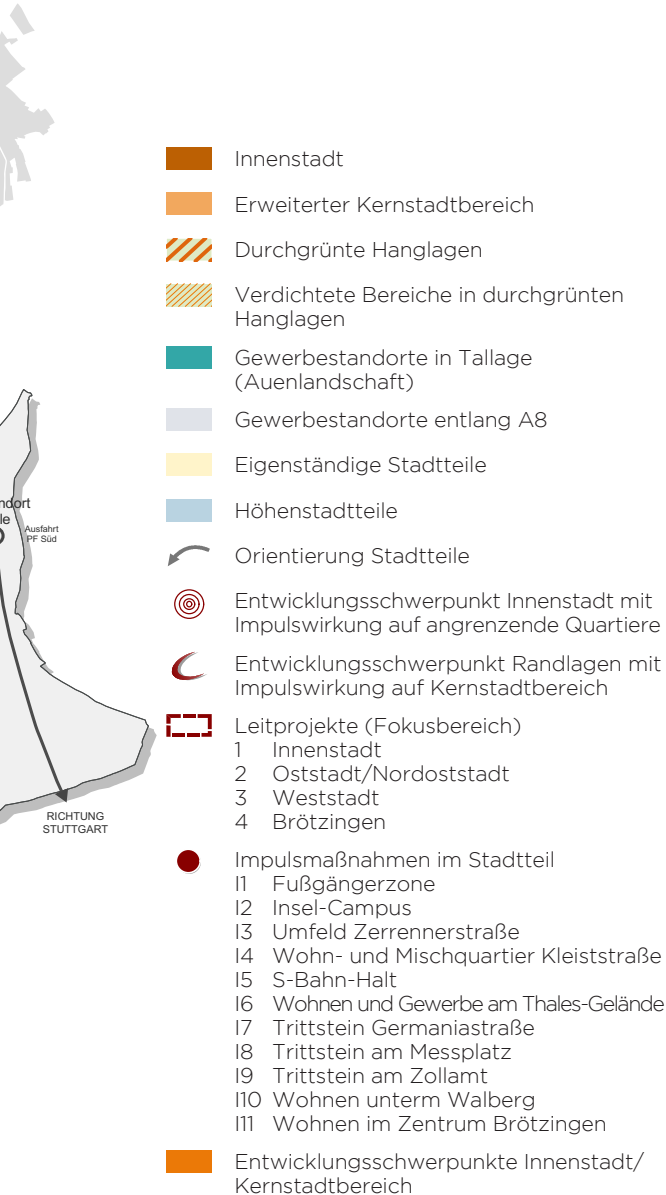 Innenstadt
Erweiterter Kernstadtbereich
Durchgrünte Hanglagen
Verdichtete Bereiche in durchgrünten
Hanglagen
Gewerbestandorte in Tallage
(Auenlandschaft)
Gewerbestandorte entlang A8
Eigenständige Stadtteile
Höhenstadtteile
Orientierung Stadtteile
Entwicklungsschwerpunkt Innenstadt mit
Impulswirkung auf angrenzende Quartiere
Entwicklungsschwerpunkt Randlagen mit
Impulswirkung auf Kernstadtbereich
Leitprojekte (Fokusbereich)
1 Innenstadt
2 Oststadt/Nordoststadt
3 Weststadt
4 Brötzingen
Impulsmaßnahmen im Stadtteil
I1 Fußgängerzone
I2 Insel-Campus
I3 Umfeld Zerrennerstraße
I4 Wohn- und Mischquartier Kleiststraße
I5 S-Bahn-Halt
I6 Wohnen und Gewerbe am Thales-Gelände
I7 Trittstein Germaniastraße
I8 Trittstein am Messplatz
I9 Trittstein am Zollamt
I10 Wohnen unterm Walberg
I11 Wohnen im Zentrum Brötzingen
Entwicklungsschwerpunkte Innenstadt/
Kernstadtbereich
Ausfahrt
PF Süd
RICHTUNG
STUTTGART